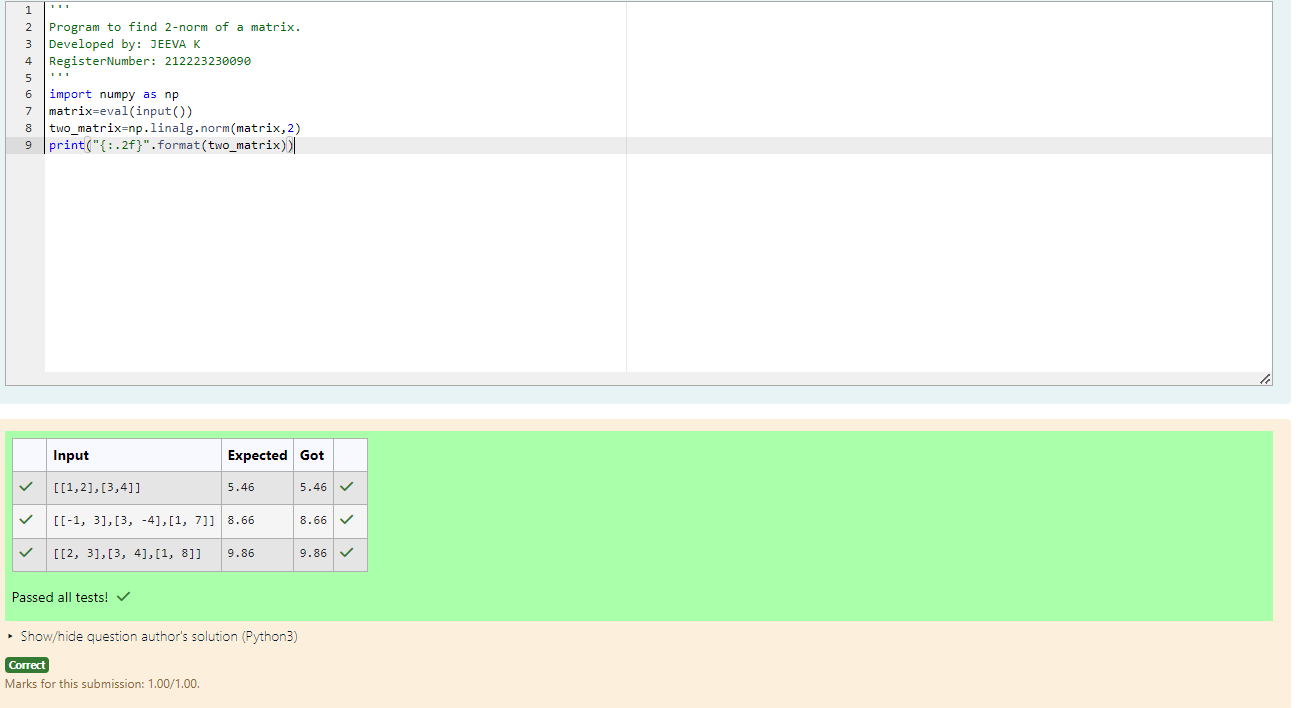 1 '''
2 Program to find 2-norm of a matrix.
3 Developed by: JEEVA K
4 RegisterNumber: 212223230090
5 '''
6 import numpy as np
7 matrix=eval(input())
8 two_matrix=np.linalg.norm(matrix,2)
9 print("{:.2f}".format(two_matrix))
Input Expected Got
[[1,2],[3,4]] 5.46 5.46
[[-1, 3],[3, -4],[1, 7]] 8.66 8.66
[[2, 3],[3, 4],[1, 8]] 9.86 9.86
Passed all tests!
Show/hide question author's solution (Python3)
Correct
Marks for this submission: 1.00/1.00.